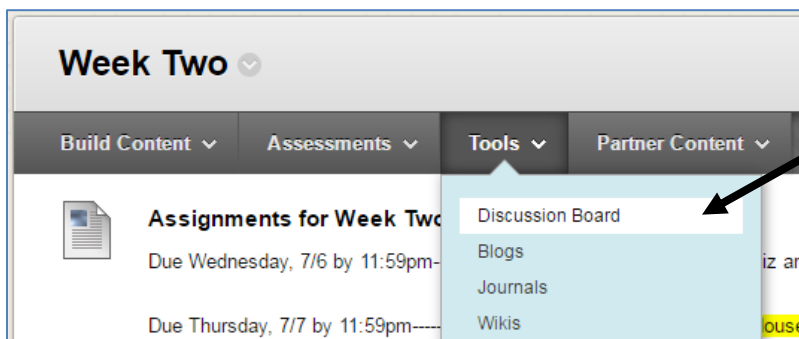 Week Two
Build Content Assessments Tools Partner Content
Assignments for Week Two
Discussion Board
Due Wednesday, 7/6 by 11:59pm-
Blogs
Journals
Due Thursday, 7/7 by 11:59pm-----
Wikis